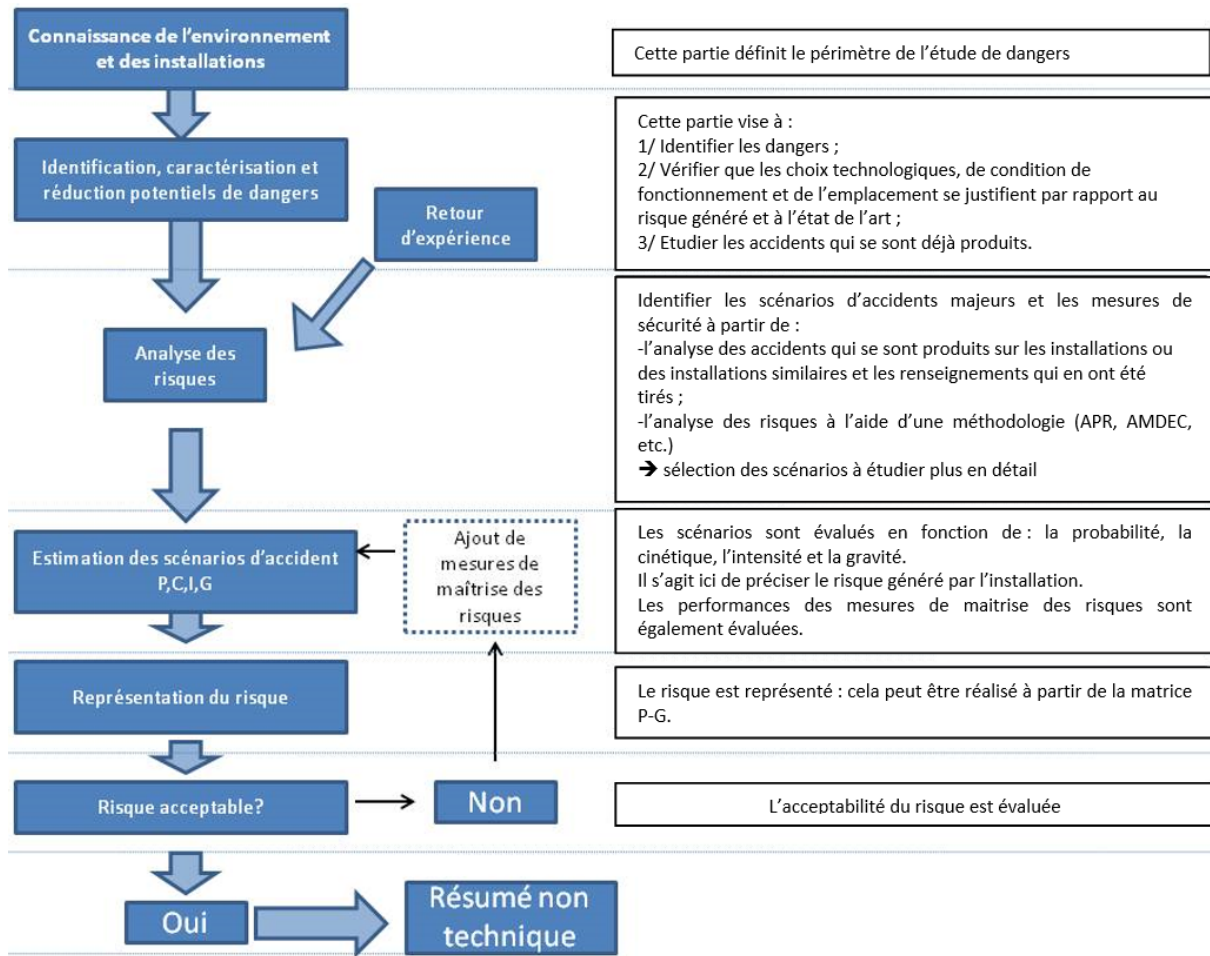 Connaissance de l'environnement
et des installations
Cette partie définit le périmètre de l'étude de dangers
Identification, caractérisation et
réduction potentiels de dangers
Retour
d'expérience
Cette partie vise à :
1/ Identifier les dangers ;
2/ Vérifier que les choix technologiques, de condition de
fonctionnement et de l'emplacement se justifient par rapport au
risque généré et à l'état de l'art ;
3/ Etudier les accidents qui se sont déjà produits.
Analyse des
risques
Identifier les scénarios d'accidents majeurs et les mesures de
sécurité à partir de :
-l'analyse des accidents qui se sont produits sur les installations ou
des installations similaires et les renseignements qui en ont été
tirés ;
-l'analyse des risques à l'aide d'une méthodologie (APR, AMDEC,
etc.)
➔ sélection des scénarios à étudier plus en détail
Estimation des scénarios d'accident
P,C,I,G
Ajout de
mesures de
maîtrise des
risques
Les scénarios sont évalués en fonction de : la probabilité, la
cinétique, l'intensité et la gravité.
Il s'agit ici de préciser le risque généré par l'installation.
Les performances des mesures de maitrise des risques sont
également évaluées.
Représentation du risque
Le risque est représenté : cela peut être réalisé à partir de la matrice
P-G.
Risque acceptable?
Non
L'acceptabilité du risque est évaluée
Oui
Résumé non
technique